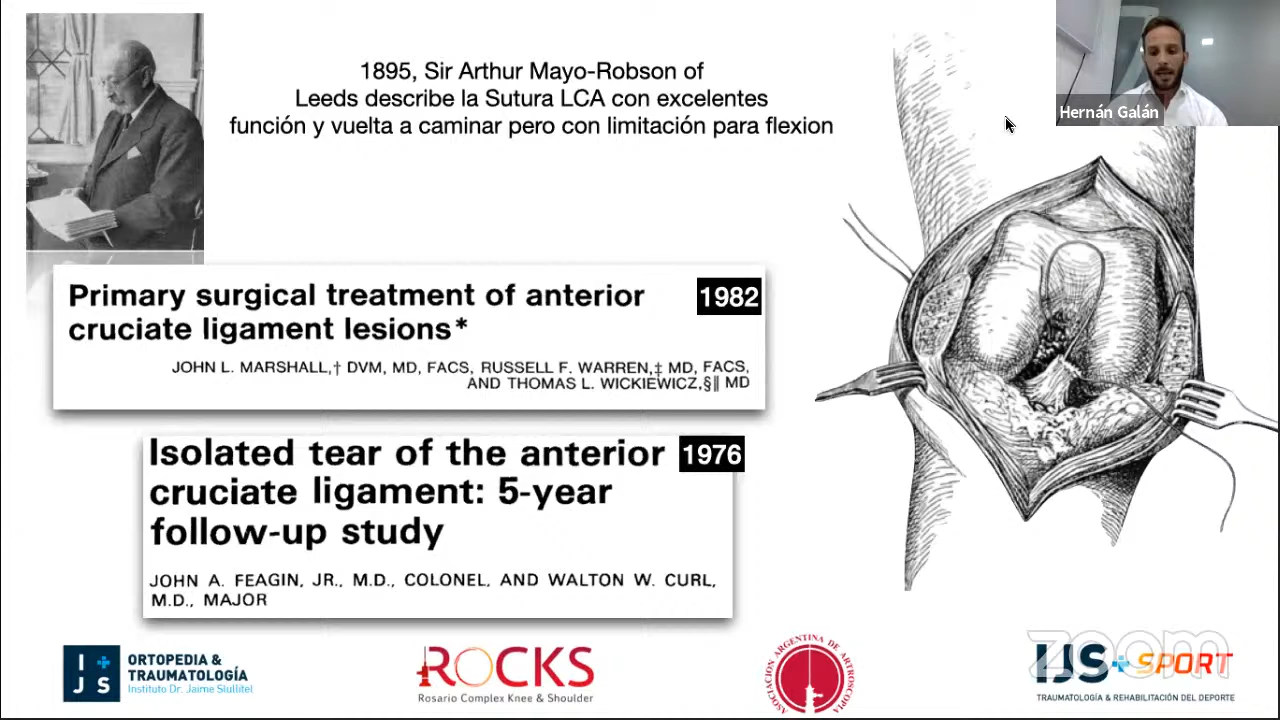 1895, Sir Arthur Mayo-Robson of
Leeds describe la Sutura LCA con excelentes
función y vuelta a caminar pero con limitación para flexion
Hernán Galán
Primary surgical treatment of anterior
cruciate ligament lesions*
1982
JOHN L. MARSHALL,† DVM, MD, FACS, RUSSELL F. WARREN,‡ MD, FACS,
AND THOMAS L. WICKIEWICZ,§‖ MD
Isolated tear of the anterior
cruciate ligament: 5-year
follow-up study
1976
JOHN A. FEAGIN, JR., M.D., COLONEL, AND WALTON W. CURL,
M.D., MAJOR
I
J S
ORTOPEDIA &
TRAUMATOLOGÍA
Instituto Dr. Jaime Slullitel
ROCKS
Rosario Complex Knee & Shoulder
ASOCIACIÓN ARGENTINA DE ARTROSCOPIA
zoom
IJS+SPORT
TRAUMATOLOGÍA & REHABILITACIÓN DEL DEPORTE